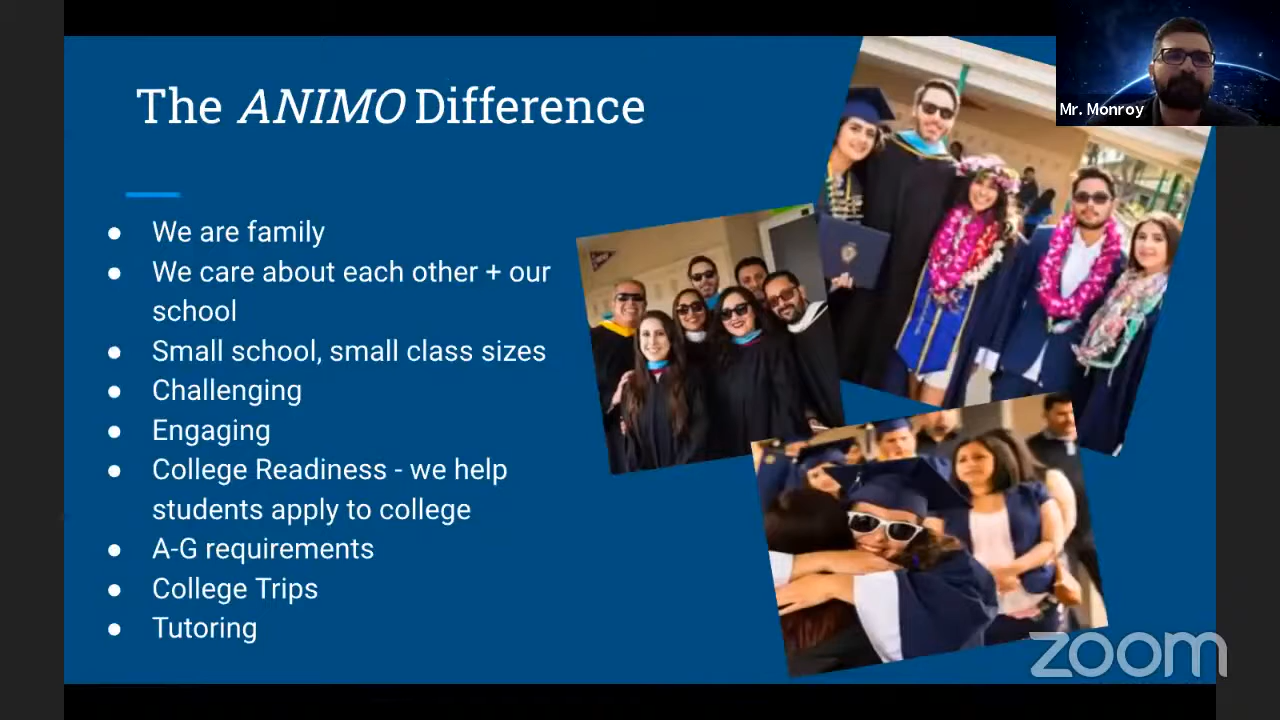 The ANIMO Difference
Mr. Monroy
We are family
We care about each other + our
school
Small school, small class sizes
Challenging
Engaging
College Readiness - we help
students apply to college
A-G requirements
College Trips
Tutoring
zoom